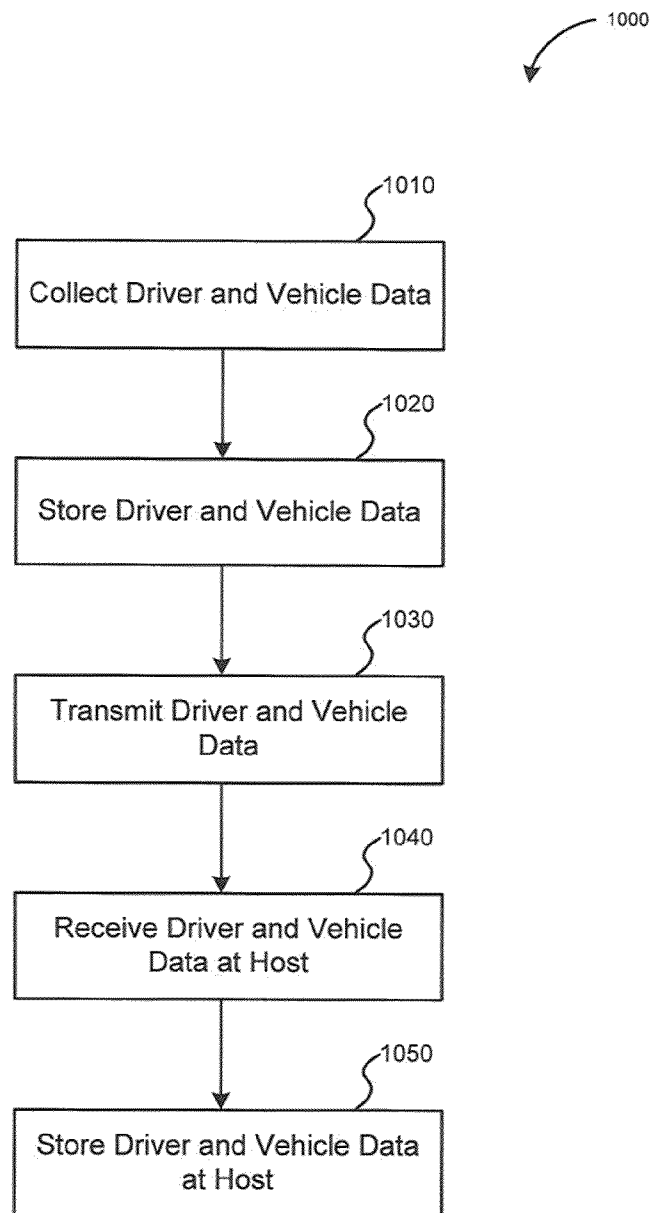 1000
1010
Collect Driver and Vehicle Data
1020
Store Driver and Vehicle Data
1030
Transmit Driver and Vehicle
Data
1040
Receive Driver and Vehicle
Data at Host
1050
Store Driver and Vehicle Data
at Host